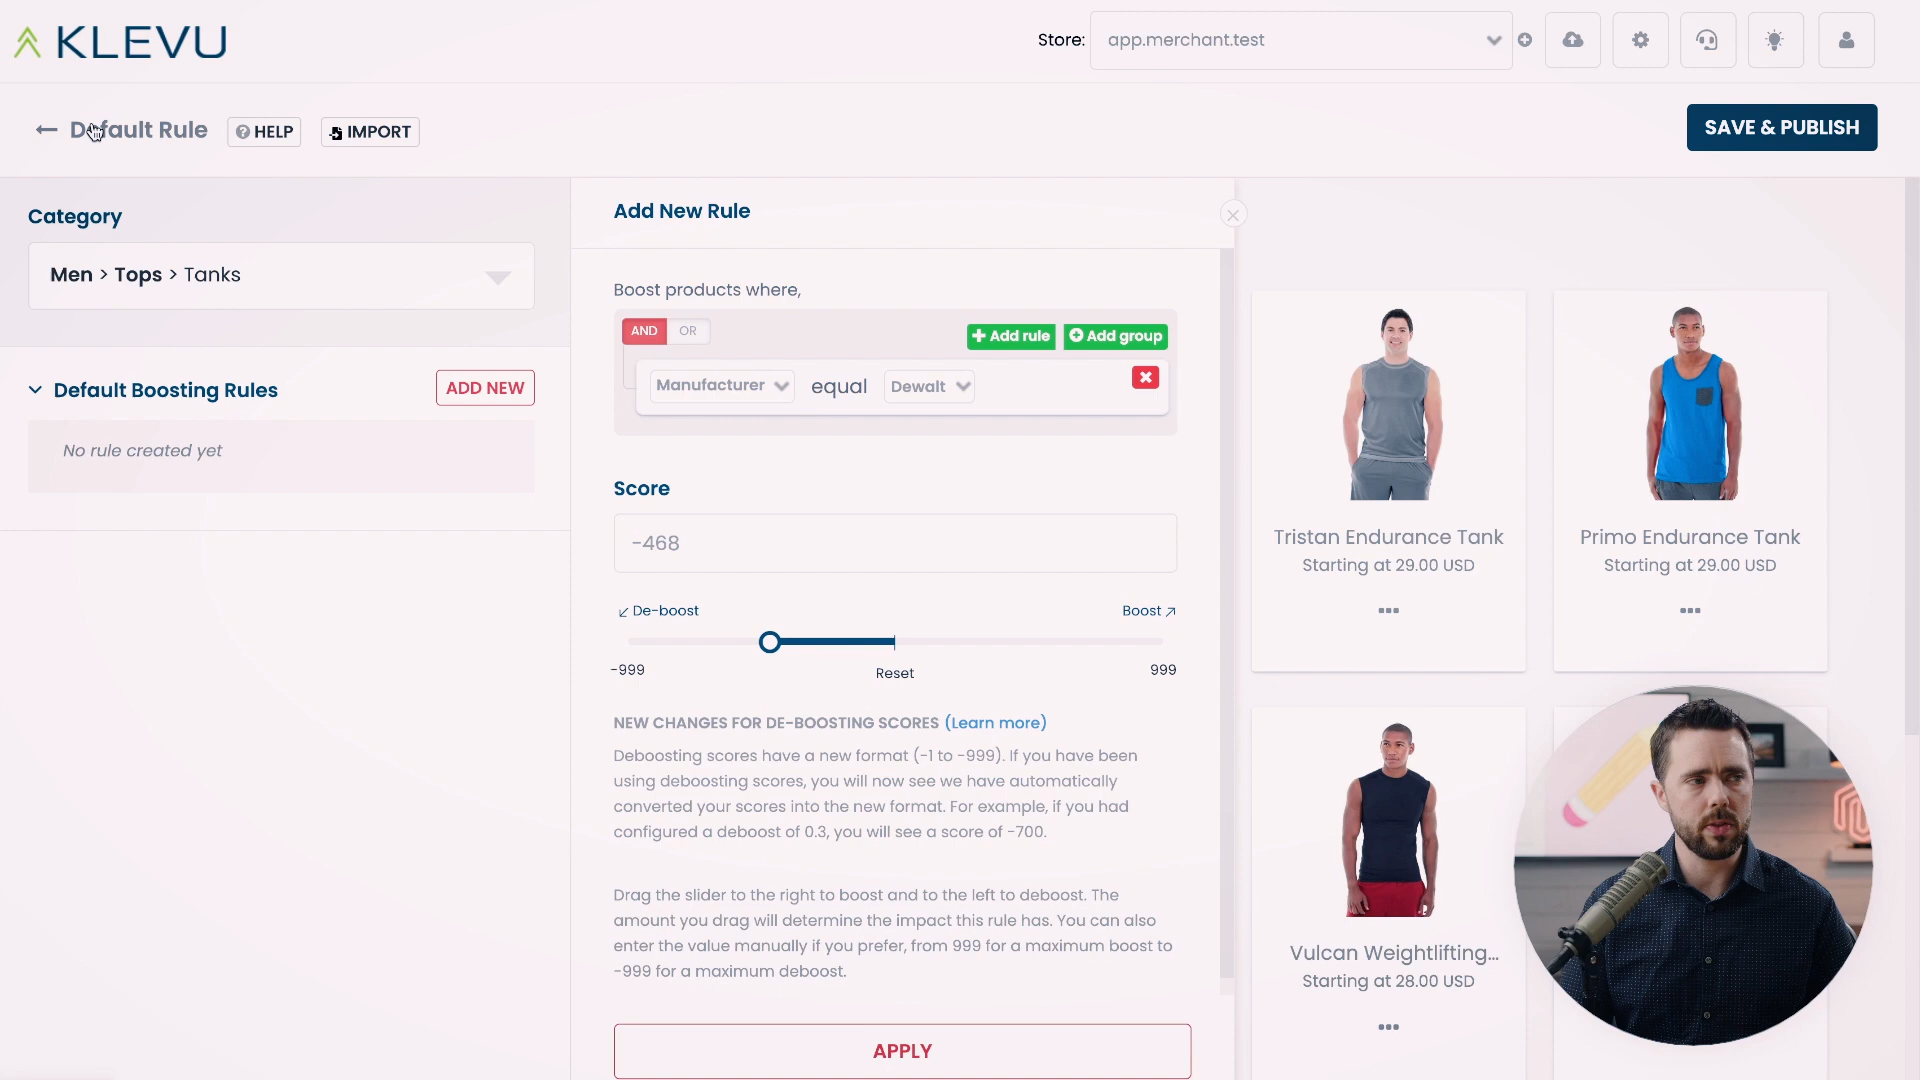 KLEVU
Store: app.merchant.test
Default Rule HELP IMPORT
SAVE & PUBLISH
Category
Men > Tops > Tanks
Default Boosting Rules ADD NEW
No rule created yet
Add New Rule
Boost products where,
AND OR Add rule Add group
Manufacturer equal Dewalt
Score
-468
De-boost Boost
-999 Reset 999
NEW CHANGES FOR DE-BOOSTING SCORES (Learn more)
Deboosting scores have a new format (-1 to -999). If you have been
using deboosting scores, you will now see we have automatically
converted your scores into the new format. For example, if you had
configured a deboost of 0.3, you will see a score of -700.
Drag the slider to the right to boost and to the left to deboost. The
amount you drag will determine the impact this rule has. You can also
enter the value manually if you prefer, from 999 for a maximum boost to
-999 for a maximum deboost.
APPLY
Tristan Endurance Tank
Starting at 29.00 USD
Primo Endurance Tank
Starting at 29.00 USD
Vulcan Weightlifting...
Starting at 28.00 USD